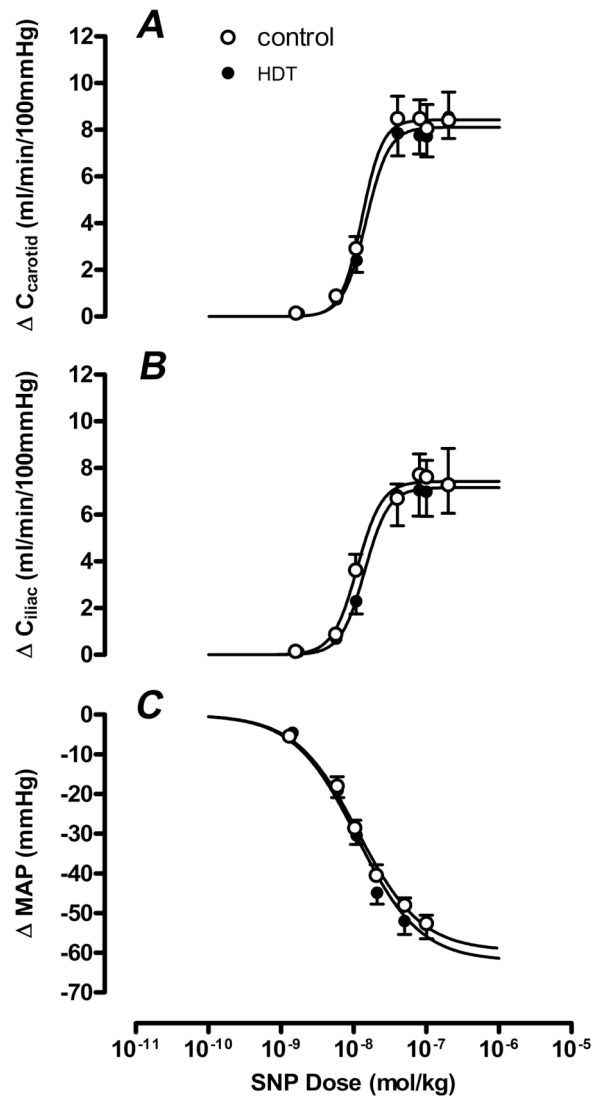 A
control
HDT
Δ C carotid (ml/min/100mmHg)
12
10
8
6
4
2
0
B
Δ C iliac (ml/min/100mmHg)
12
10
8
6
4
2
0
C
Δ MAP (mmHg)
0
-10
-20
-30
-40
-50
-60
-70
10^-11 10^-10 10^-9 10^-8 10^-7 10^-6 10^-5
SNP Dose (mol/kg)